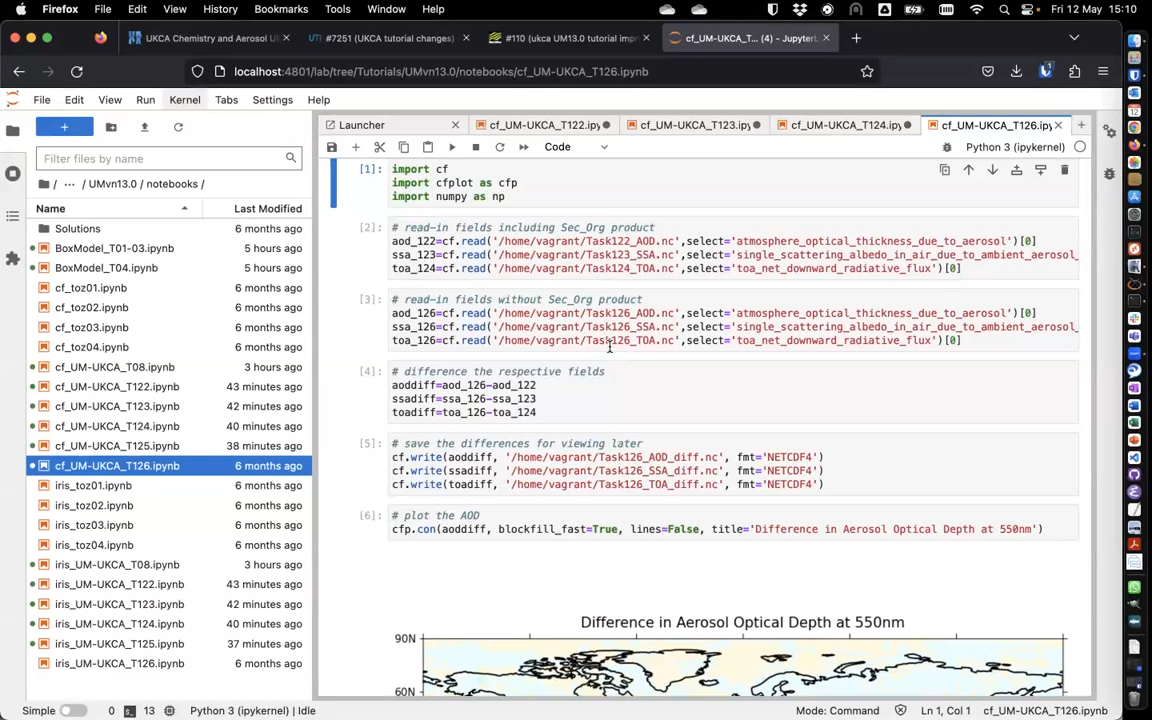 Firefox File Edit View History Bookmarks Tools Window Help Fri 12 May 15:10
UKCA Chemistry and Aerosol U
#7251 (UKCA tutorial changes)
#110 (ukca UM13.0 tutorial impr
cf_UM-UKCA_T... (4) - JupyterL
localhost:4801/lab/tree/Tutorials/UMvn13.0/notebooks/cf_UM-UKCA_T126.ipynb
File Edit View Run Kernel Tabs Settings Help
Filter files by name
/ ... / UMvn13.0 / notebooks /
Name Last Modified
Solutions 6 months ago
BoxModel_T01-03.ipynb 5 hours ago
BoxModel_T04.ipynb 5 hours ago
cf_toz01.ipynb 6 months ago
cf_toz02.ipynb 6 months ago
cf_toz03.ipynb 6 months ago
cf_toz04.ipynb 6 months ago
cf_UM-UKCA_T08.ipynb 3 hours ago
cf_UM-UKCA_T122.ipynb 43 minutes ago
cf_UM-UKCA_T123.ipynb 42 minutes ago
cf_UM-UKCA_T124.ipynb 40 minutes ago
cf_UM-UKCA_T125.ipynb 38 minutes ago
cf_UM-UKCA_T126.ipynb 6 months ago
iris_toz01.ipynb 6 months ago
iris_toz02.ipynb 6 months ago
iris_toz03.ipynb 6 months ago
iris_toz04.ipynb 6 months ago
iris_UM-UKCA_T08.ipynb 3 hours ago
iris_UM-UKCA_T122.ipynb 43 minutes ago
iris_UM-UKCA_T123.ipynb 42 minutes ago
iris_UM-UKCA_T124.ipynb 40 minutes ago
iris_UM-UKCA_T125.ipynb 37 minutes ago
iris_UM-UKCA_T126.ipynb 6 months ago
Launcher
cf_UM-UKCA_T122.ipy
cf_UM-UKCA_T123.ipy
cf_UM-UKCA_T124.ipy
cf_UM-UKCA_T126.ipy
Code Python 3 (ipykernel)
[1]: import cf
import cfplot as cfp
import numpy as np
[2]: # read-in fields including Sec_Org product
aod_122=cf.read('/home/vagrant/Task122_AOD.nc',select='atmosphere_optical_thickness_due_to_aerosol')[0]
ssa_123=cf.read('/home/vagrant/Task123_SSA.nc',select='single_scattering_albedo_in_air_due_to_ambient_aerosol_
toa_124=cf.read('/home/vagrant/Task124_TOA.nc',select='toa_net_downward_radiative_flux')[0]
[3]: # read-in fields without Sec_Org product
aod_126=cf.read('/home/vagrant/Task126_AOD.nc',select='atmosphere_optical_thickness_due_to_aerosol')[0]
ssa_126=cf.read('/home/vagrant/Task126_SSA.nc',select='single_scattering_albedo_in_air_due_to_ambient_aerosol_
toa_126=cf.read('/home/vagrant/Task126_TOA.nc',select='toa_net_downward_radiative_flux')[0]
[4]: # difference the respective fields
aoddiff=aod_126-aod_122
ssadiff=ssa_126-ssa_123
toadiff=toa_126-toa_124
[5]: # save the differences for viewing later
cf.write(aoddiff, '/home/vagrant/Task126_AOD_diff.nc', fmt='NETCDF4')
cf.write(ssadiff, '/home/vagrant/Task126_SSA_diff.nc', fmt='NETCDF4')
cf.write(toadiff, '/home/vagrant/Task126_TOA_diff.nc', fmt='NETCDF4')
[6]: # plot the AOD
cfp.con(aoddiff, blockfill_fast=True, lines=False, title='Difference in Aerosol Optical Depth at 550nm')
Difference in Aerosol Optical Depth at 550nm
90N
60N
Simple 0 13 Python 3 (ipykernel) | Idle Mode: Command Ln 1, Col 1 cf_UM-UKCA_T126.ipynb